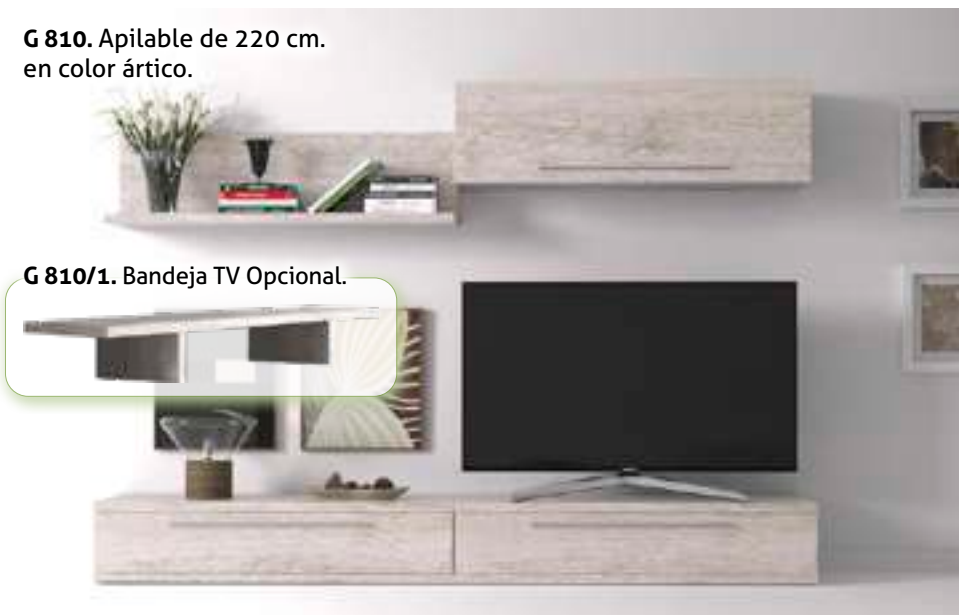 G 810. Apilable de 220 cm.
en color ártico.
G 810/1. Bandeja TV Opcional.